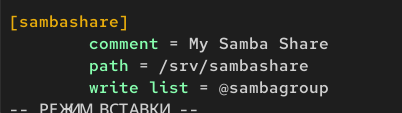 [sambashare]
comment = My Samba Share
path = /srv/sambashare
write list = @sambagroup
-- РЕЖИМ ВСТАВКИ --